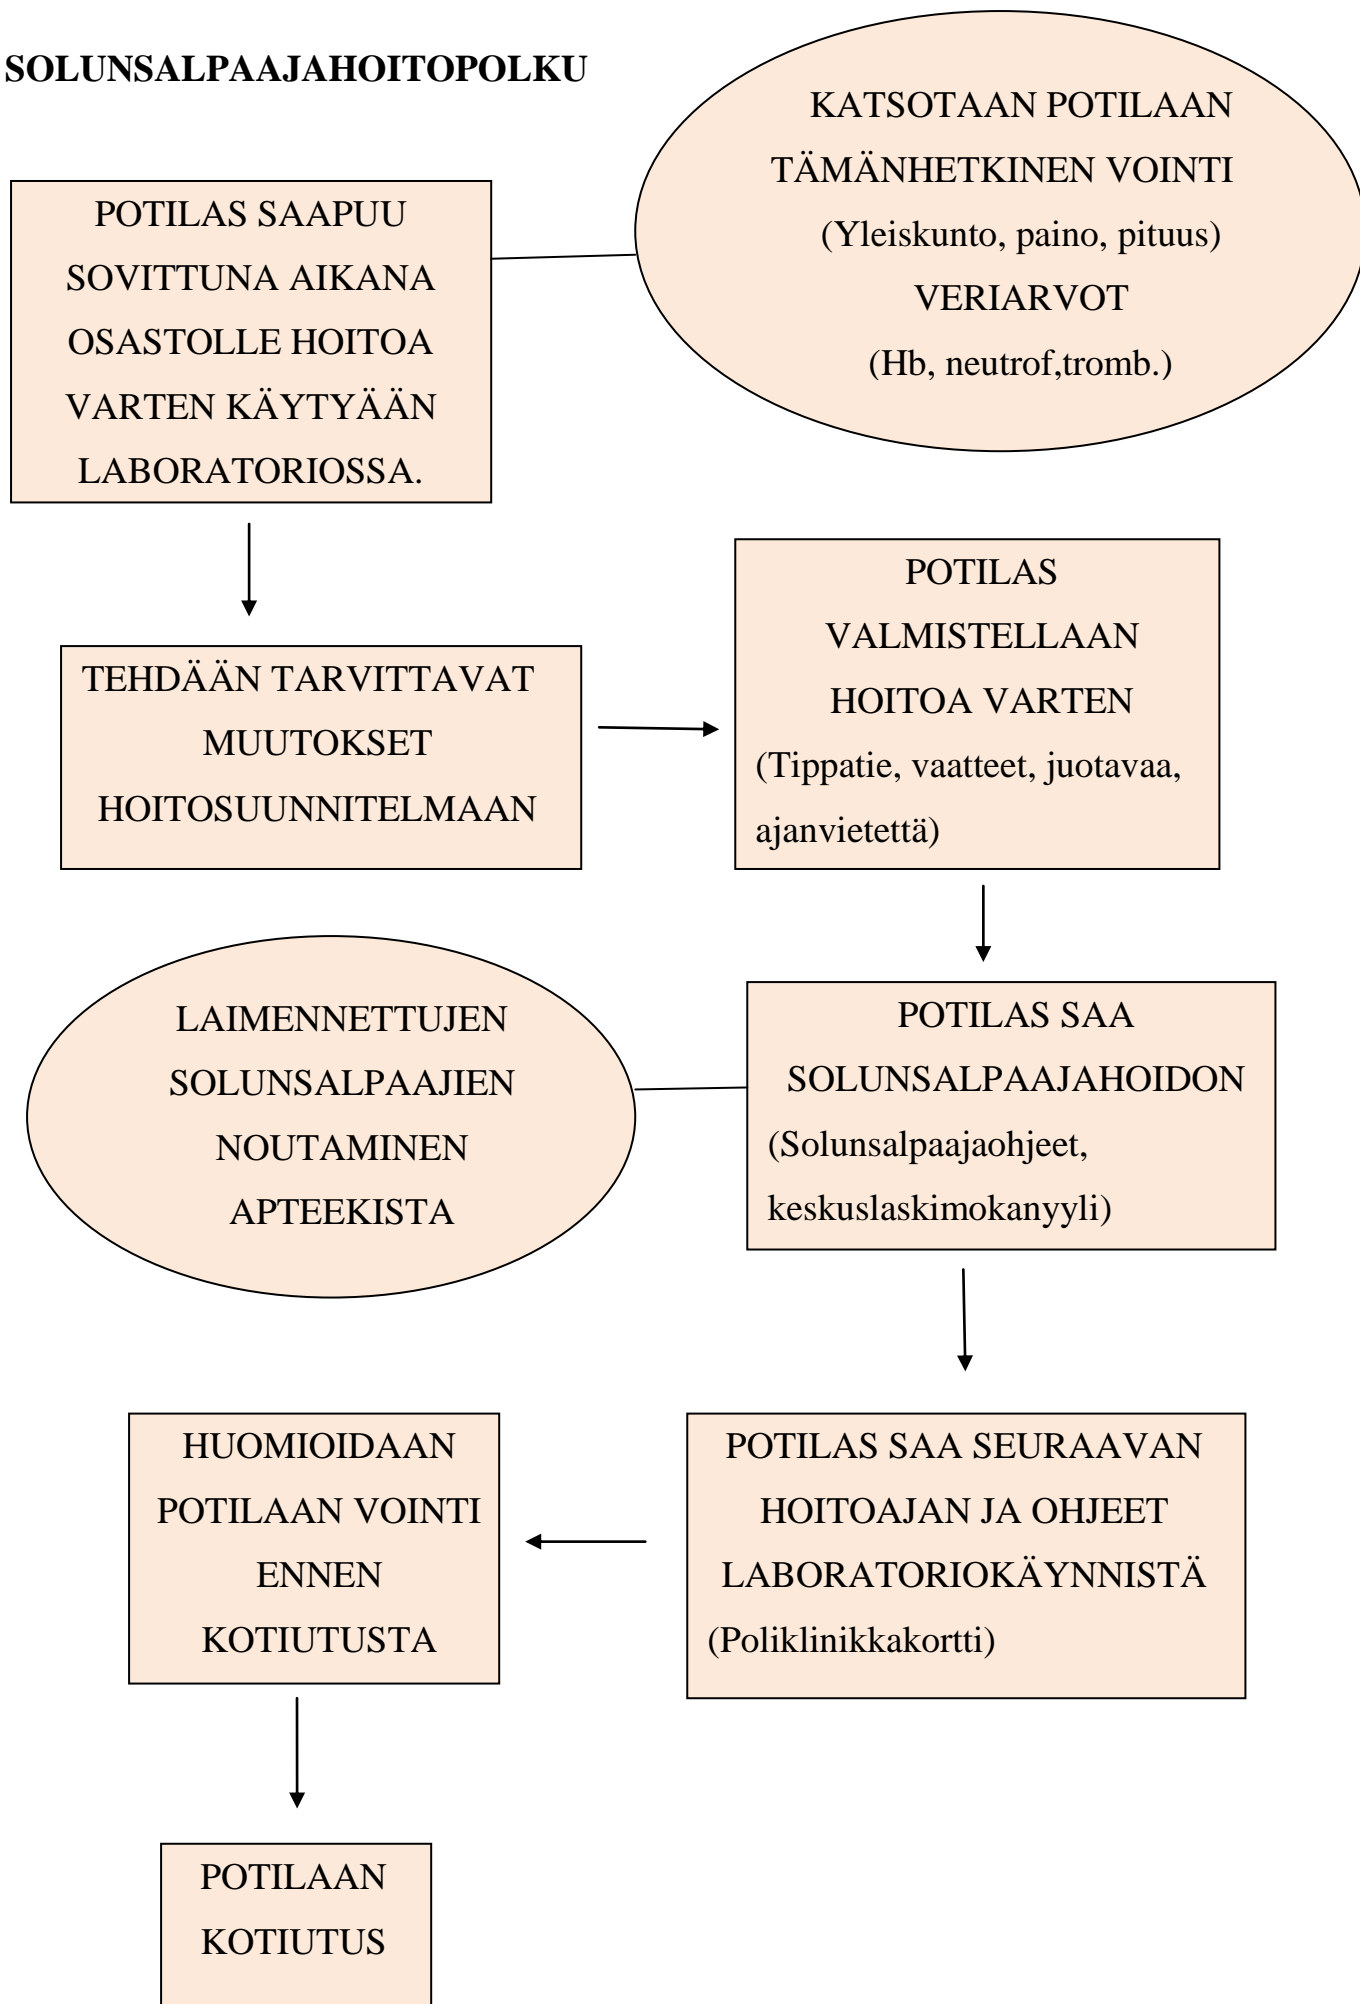 SOLUNSALPAAJAHOITOPOLKU
KATSOTAAN POTILAAN
TÄMÄNHETKINEN VOINTI
(Yleiskunto, paino, pituus)
VERIARVOT
(Hb, neutrof,tromb.)
POTILAS SAAPUU
SOVITTUNA AIKANA
OSASTOLLE HOITOA
VARTEN KÄYTYÄÄN
LABORATORIOSSA.
TEHDÄÄN TARVITTAVAT
MUUTOKSET
HOITOSUUNNITELMAAN
POTILAS
VALMISTELLAAN
HOITOA VARTEN
(Tippatie, vaatteet, juotavaa,
ajanvietettä)
POTILAS SAA
SOLUNSALPAAJAHOIDON
(Solunsalpaajaohjeet,
keskuslaskimokanyyli)
LAIMENNETTUJEN
SOLUNSALPAAJIEN
NOUTAMINEN
APTEEKISTA
POTILAS SAA SEURAAVAN
HOITOAJAN JA OHJEET
LABORATORIOKÄYNNISTÄ
(Poliklinikkakortti)
HUOMIOIDAAN
POTILAAN VOINTI
ENNEN
KOTIUTUSTA
POTILAAN
KOTIUTUS